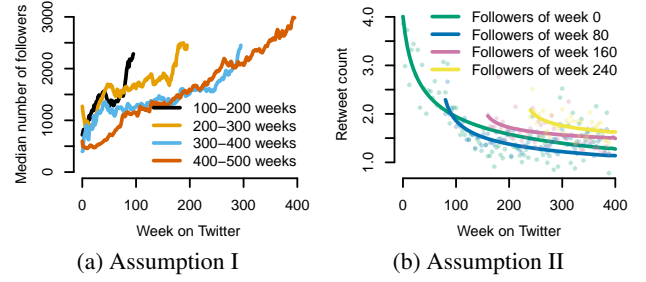 Median number of followers
0
1000
2000
3000
100−200 weeks
200−300 weeks
300−400 weeks
400−500 weeks
0 100 200 300 400
Week on Twitter
(a) Assumption I
Retweet count
1.0
2.0
3.0
4.0
Followers of week 0
Followers of week 80
Followers of week 160
Followers of week 240
0 100 200 300 400
Week on Twitter
(b) Assumption II